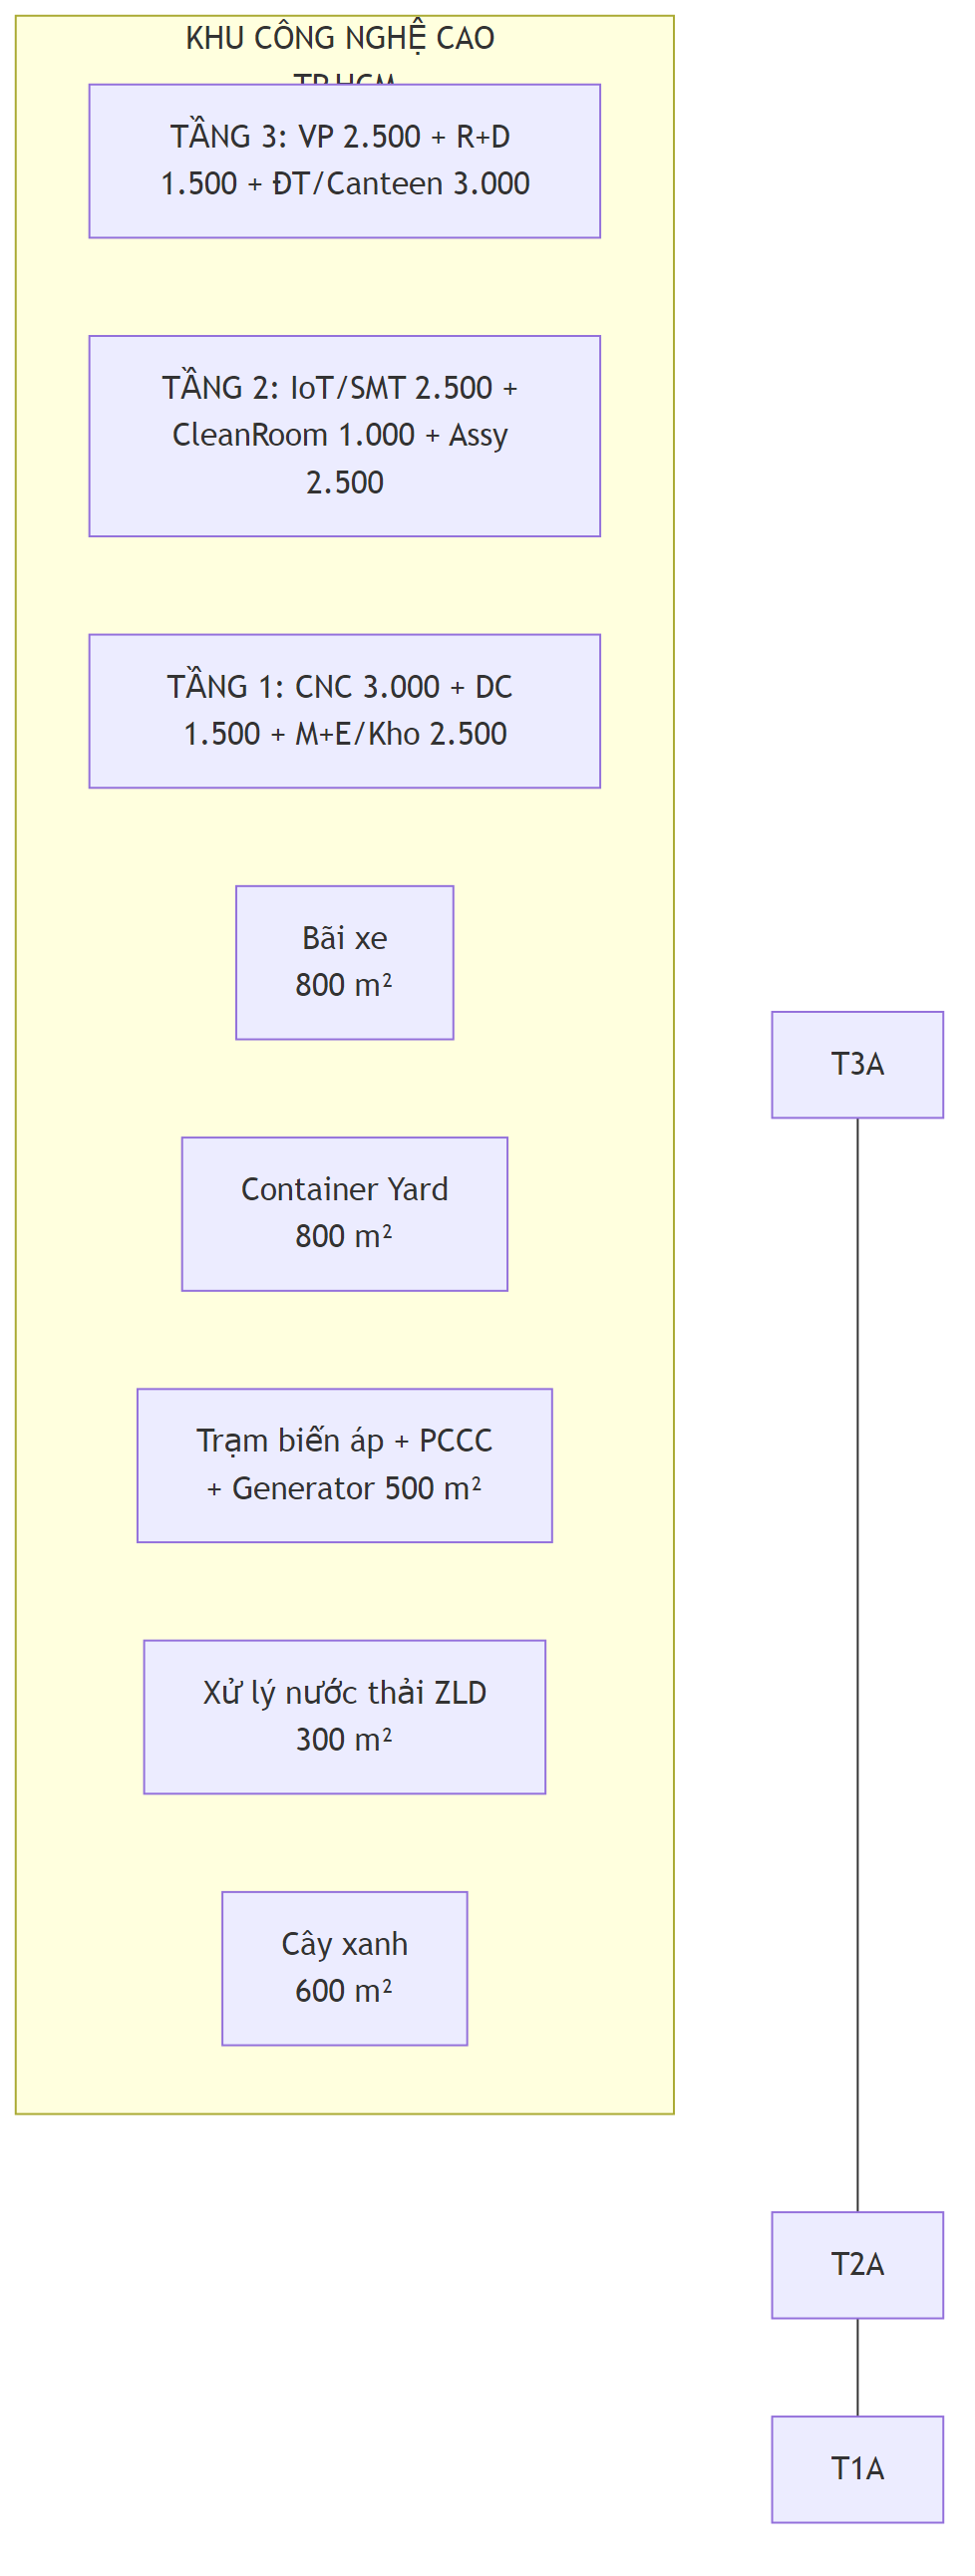 KHU CÔNG NGHỆ CAO
TP.HCM
TẦNG 3: VP 2.500 + R+D
1.500 + ĐT/Canteen 3.000
TẦNG 2: IoT/SMT 2.500 +
CleanRoom 1.000 + Assy
2.500
TẦNG 1: CNC 3.000 + DC
1.500 + M+E/Kho 2.500
Bãi xe
800 m²
T3A
Container Yard
800 m²
Trạm biến áp + PCCC
+ Generator 500 m²
Xử lý nước thải ZLD
300 m²
Cây xanh
600 m²
T2A
T1A